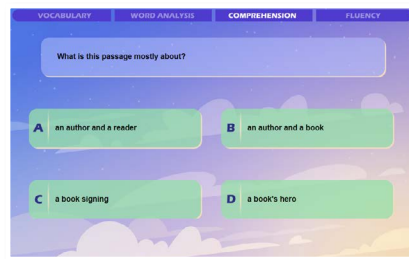 VOCABULARY WORD ANALYSIS COMPREHENSION FLUENCY
What is this passage mostly about?
A an author and a reader
B an author and a book
C a book signing
D a book's hero